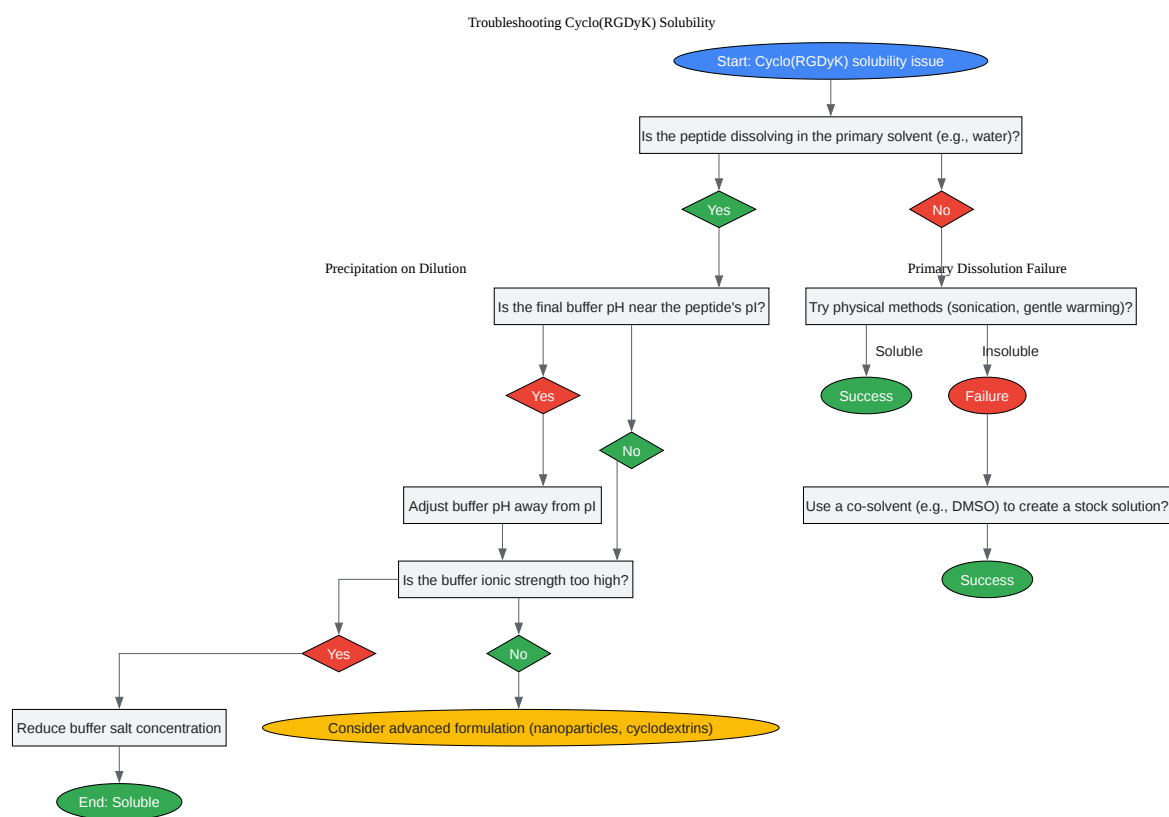 Troubleshooting Cyclo(RGDyK) Solubility
Start: Cyclo(RGDyK) solubility issue
Is the peptide dissolving in the primary solvent (e.g., water)?
Yes
No
Precipitation on Dilution
Primary Dissolution Failure
Is the final buffer pH near the peptide's pI?
Try physical methods (sonication, gentle warming)?
Soluble
Insoluble
Yes
Success
Failure
No
Adjust buffer pH away from pI
Use a co-solvent (e.g., DMSO) to create a stock solution?
Is the buffer ionic strength too high?
Success
Yes
No
Reduce buffer salt concentration
Consider advanced formulation (nanoparticles, cyclodextrins)
End: Soluble